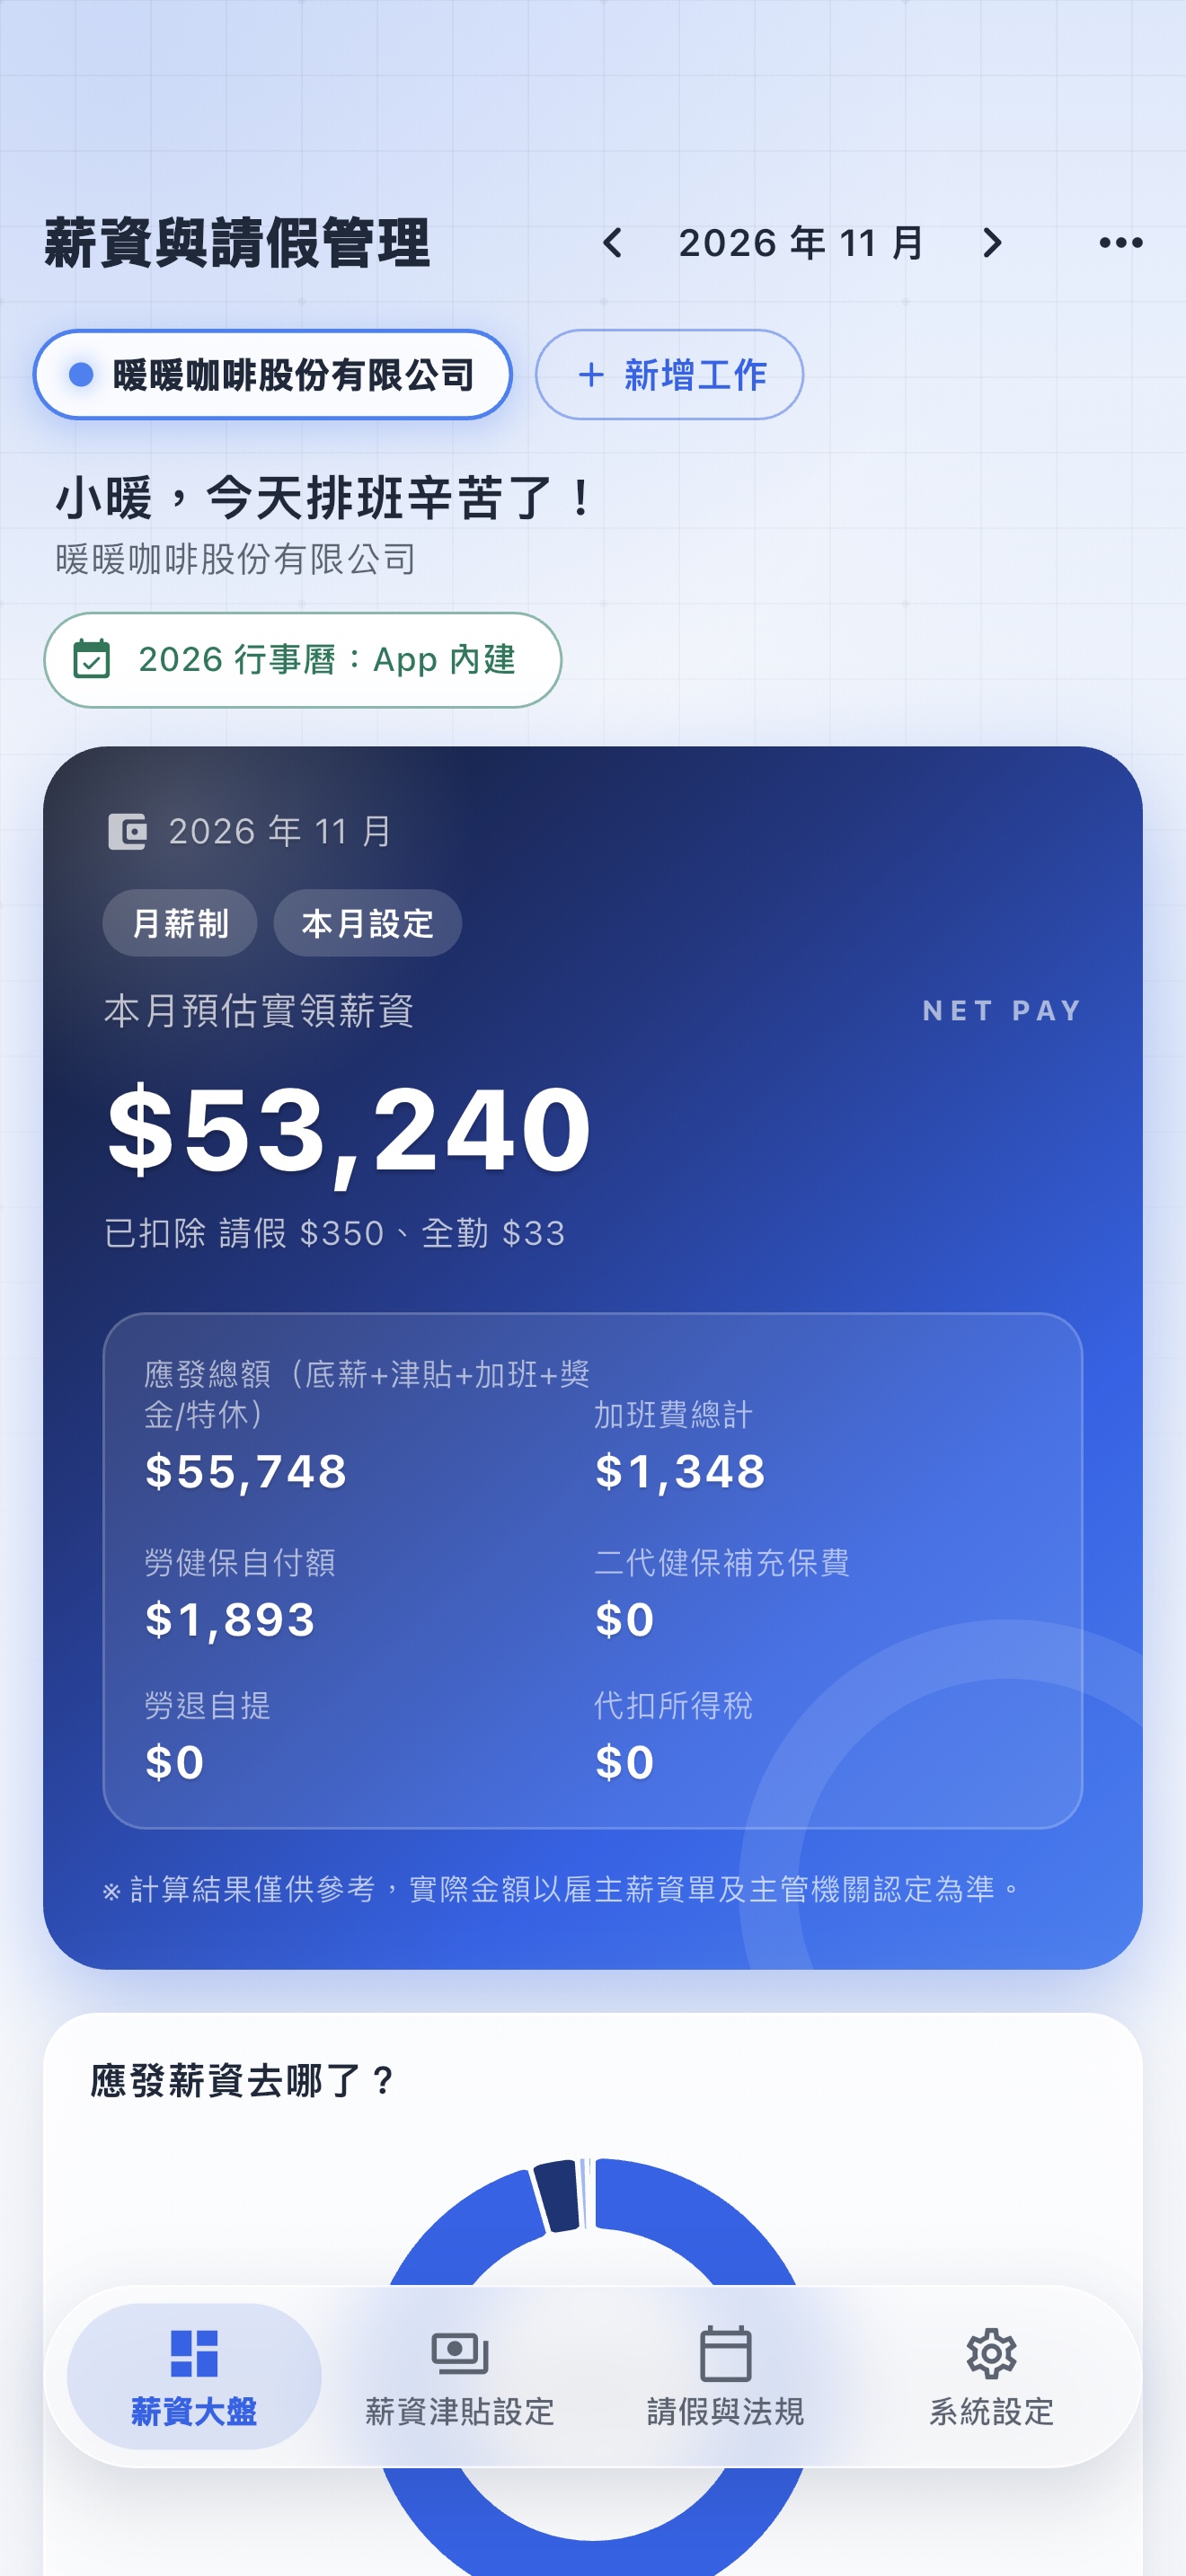 薪資與請假管理
2026 年 11 月
暖暖咖啡股份有限公司
+ 新增工作
小暖，今天排班辛苦了！
暖暖咖啡股份有限公司
2026 行事曆：App 內建
2026 年 11 月
月薪制
本月設定
本月預估實領薪資
NET PAY
$53,240
已扣除 請假 $350、全勤 $33
應發總額（底薪+津貼+加班+獎
金/特休）
$55,748
加班費總計
$1,348
勞健保自付額
$1,893
二代健保補充保費
$0
勞退自提
$0
代扣所得稅
$0
※ 計算結果僅供參考，實際金額以雇主薪資單及主管機關認定為準。
應發薪資去哪了？
薪資大盤
薪資津貼設定
請假與法規
系統設定